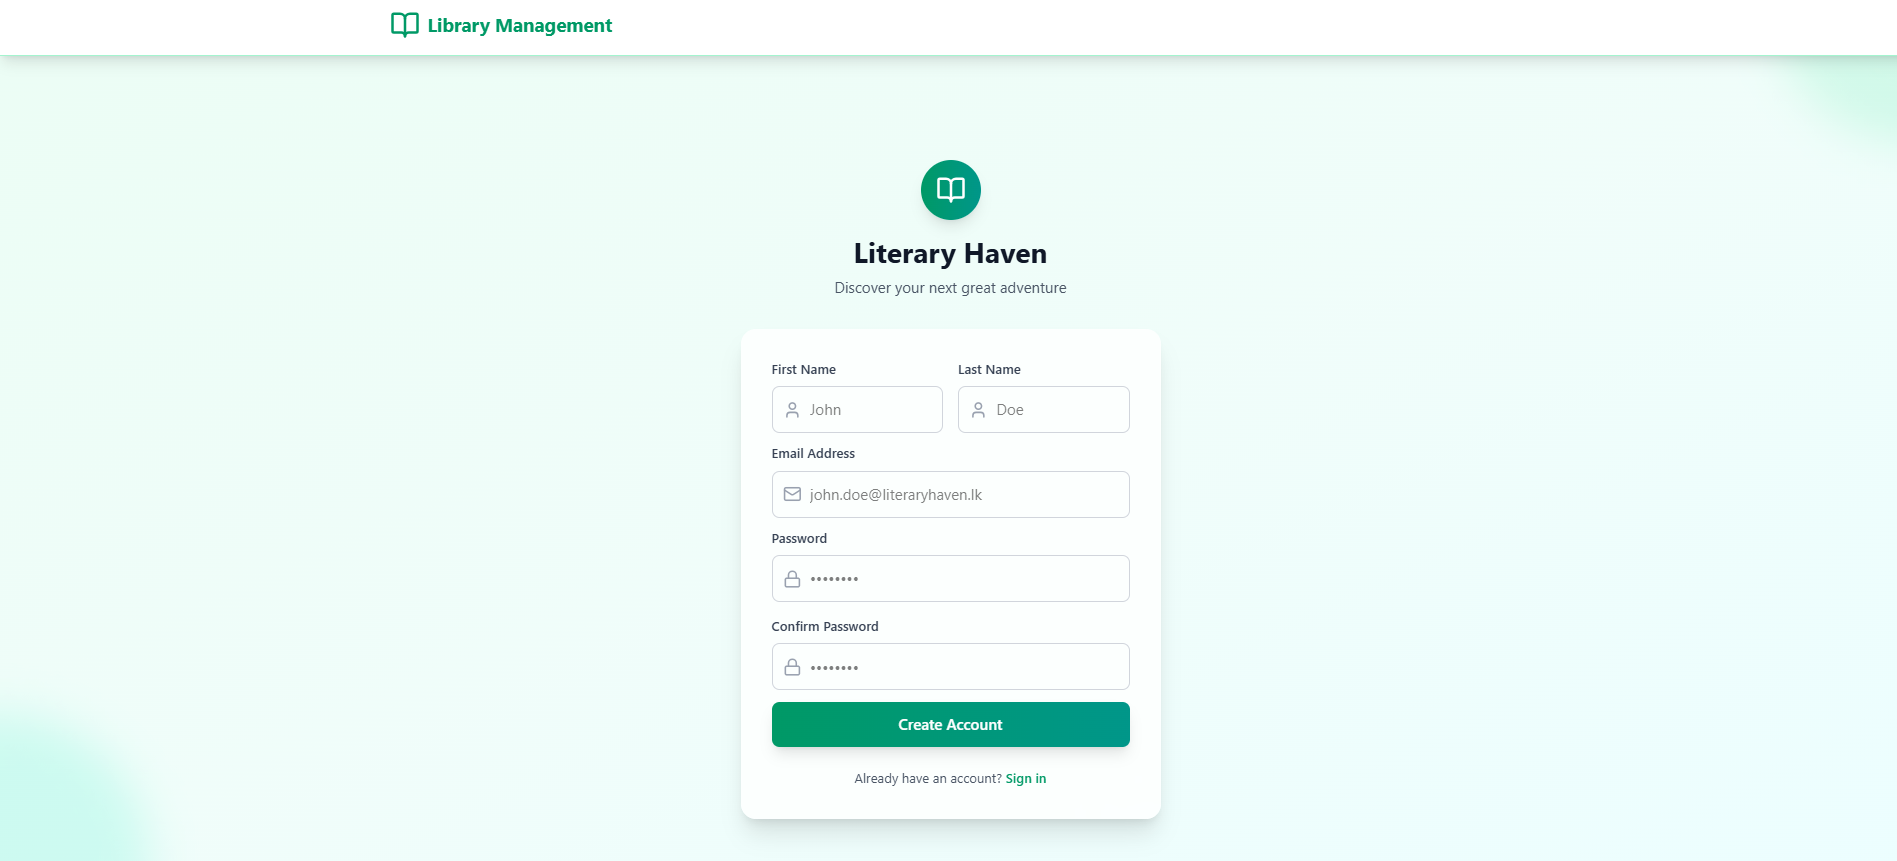 Library Management
Literary Haven
Discover your next great adventure
First Name Last Name
John Doe
Email Address
john.doe@literaryhaven.lk
Password
••••••••
Confirm Password
••••••••
Create Account
Already have an account? Sign in